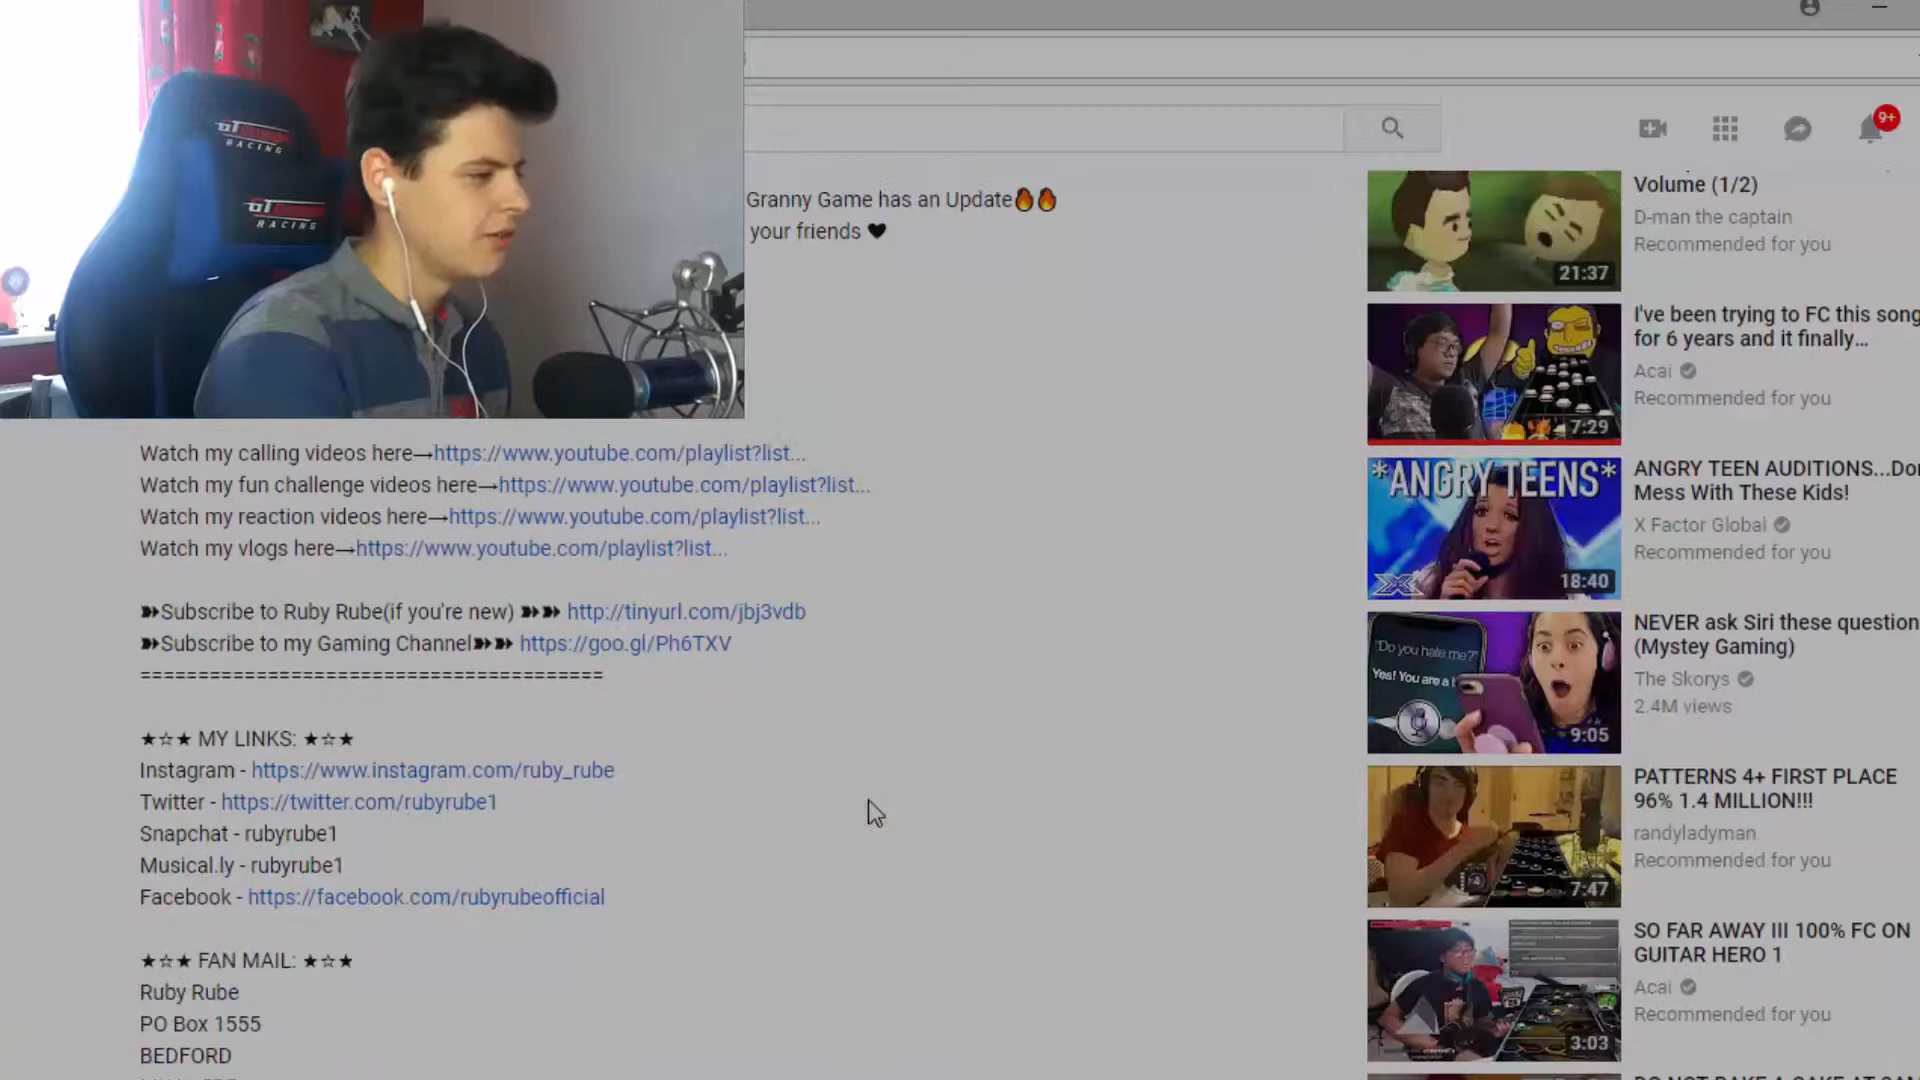 GT Omega
RACING
GT Omega
RACING
9+
Granny Game has an Update🔥🔥
your friends ♥
Watch my calling videos here→https://www.youtube.com/playlist?list...
Watch my fun challenge videos here→https://www.youtube.com/playlist?list...
Watch my reaction videos here→https://www.youtube.com/playlist?list...
Watch my vlogs here→https://www.youtube.com/playlist?list...
➽Subscribe to Ruby Rube(if you're new) ➽➽ http://tinyurl.com/jbj3vdb
➽Subscribe to my Gaming Channel➽➽ https://goo.gl/Ph6TXV
=======================================
★☆★ MY LINKS: ★☆★
Instagram - https://www.instagram.com/ruby_rube
Twitter - https://twitter.com/rubyrube1
Snapchat - rubyrube1
Musical.ly - rubyrube1
Facebook - https://facebook.com/rubyrubeofficial
★☆★ FAN MAIL: ★☆★
Ruby Rube
PO Box 1555
BEDFORD
Volume (1/2)
D-man the captain
Recommended for you
21:37
I've been trying to FC this song
for 6 years and it finally...
Acai
Recommended for you
7:29
*ANGRY TEENS*
18:40
ANGRY TEEN AUDITIONS...Don
Mess With These Kids!
X Factor Global
Recommended for you
"Do you hate me?"
Yes! You are a b
9:05
NEVER ask Siri these question
(Mystey Gaming)
The Skorys
2.4M views
7:47
PATTERNS 4+ FIRST PLACE
96% 1.4 MILLION!!!
randyladyman
Recommended for you
3:03
SO FAR AWAY III 100% FC ON
GUITAR HERO 1
Acai
Recommended for you